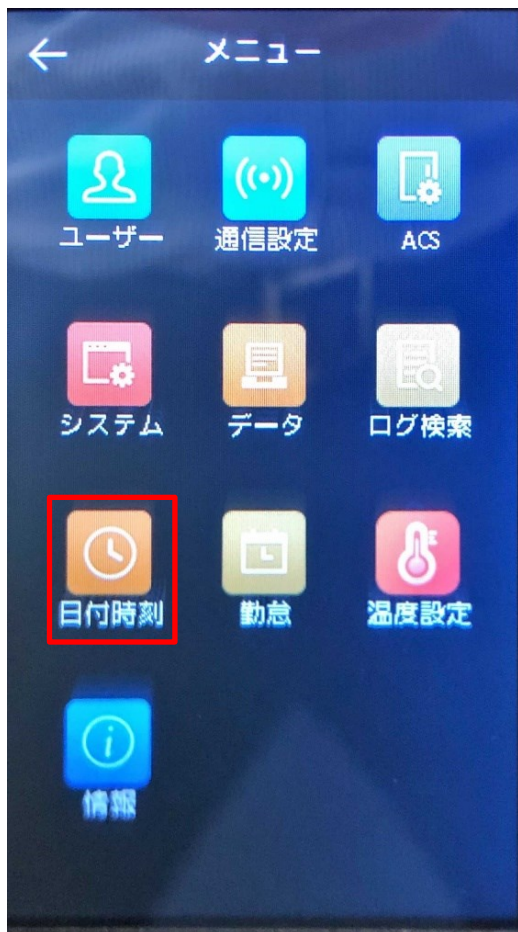 メニュー
ユーザー 通信設定 ACS
システム データ ログ検索
日付時刻 勤怠 温度設定
情報